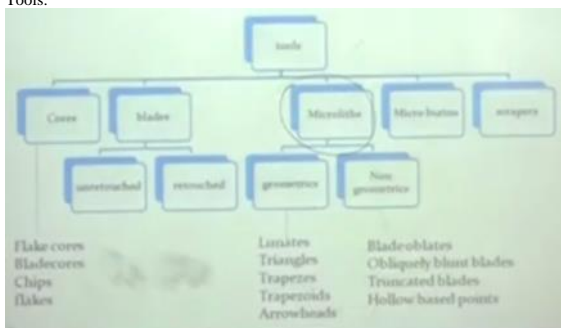 Tools:
tools
Cores
blades
Microliths
Micro burins
scrapers
unretouched
retouched
geometrics
Non geometrics
Flake cores
Bladecores
Chips
flakes
Lunates
Triangles
Trapezes
Trapezoids
Arrowheads
Blade oblates
Obliquely blunt blades
Truncated blades
Hollow based points